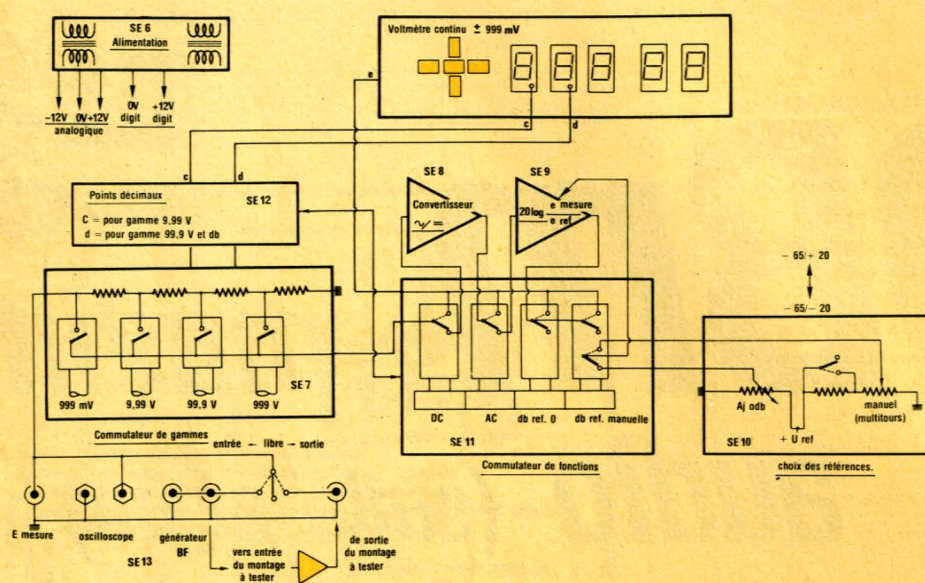 SE 6
Alimentation
-12V 0V +12V
analogique
0V
digit
+12V
digit
Voltmètre continu ± 999 mV
e
c
d
c
d
Points décimaux
SE 12
C = pour gamme 9.99 V
d = pour gamme 99.9 V et db
SE 8
Convertisseur
~/=
SE 9
20 log e mesure / e ref
SE 7
999 mV
9,99 V
99,9 V
999 V
Commutateur de gammes
DC
AC
db ref. 0
db ref. manuelle
SE 11
Commutateur de fonctions
- 65/+ 20
- 65/- 20
Aj odb
+ U ref
manuel
(multitours)
SE 10
choix des références.
entrée ← libre → sortie
E mesure
oscilloscope
générateur
BF
SE 13
vers entrée
du montage
à tester
de sortie
du montage
à tester